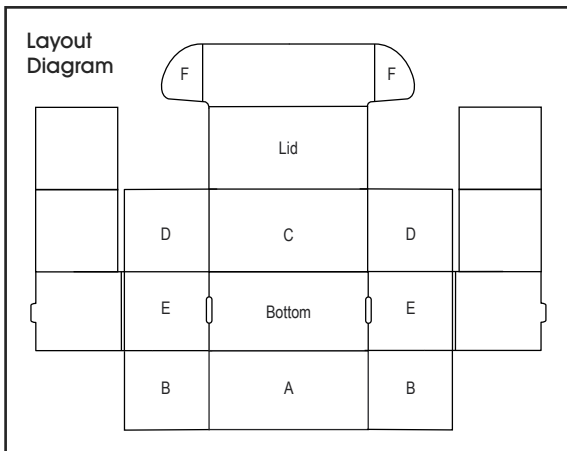 Layout
Diagram
F F
Lid
D C D
E Bottom E
B A B